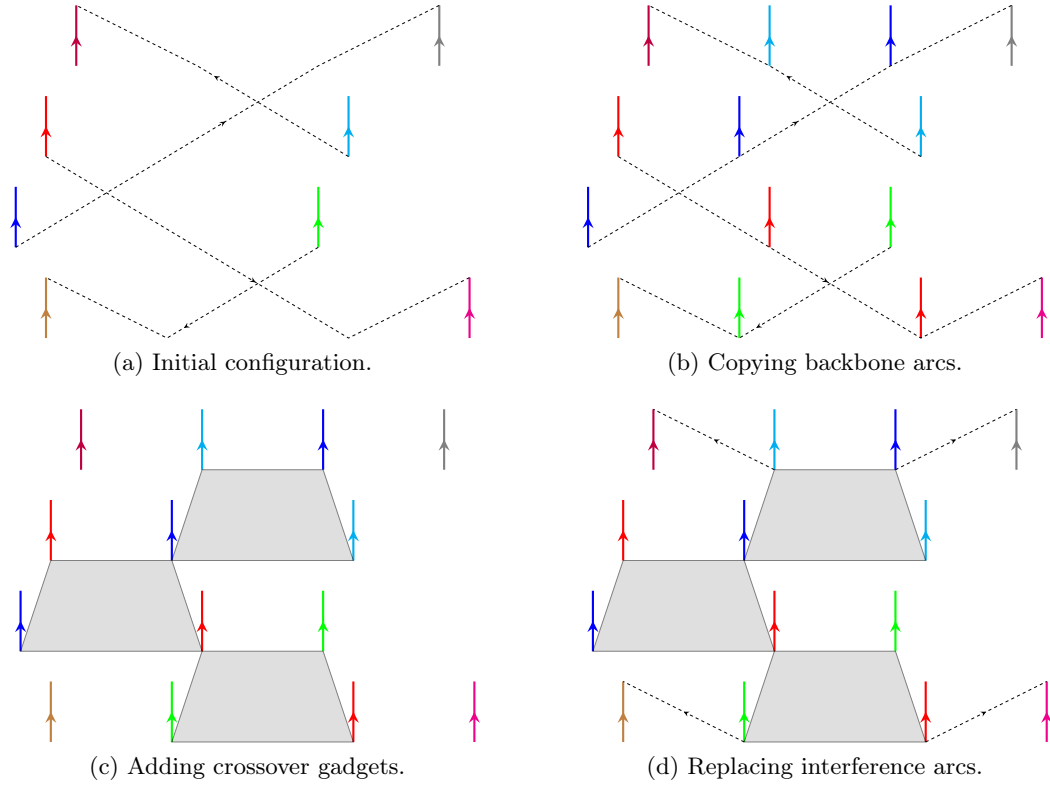 (a) Initial configuration.
(b) Copying backbone arcs.
(c) Adding crossover gadgets.
(d) Replacing interference arcs.